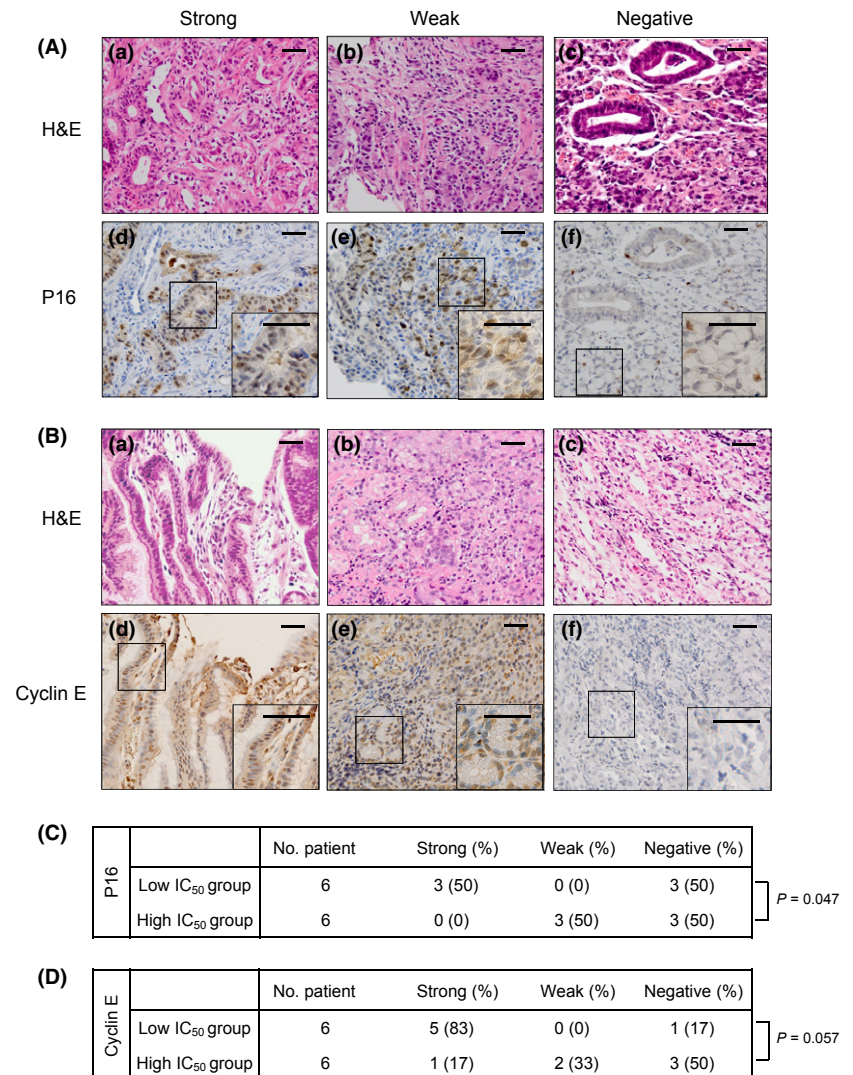 Strong Weak Negative
(A) (a) (b) (c)
H&E
(d) (e) (f)
P16
(B) (a) (b) (c)
H&E
(d) (e) (f)
Cyclin E
(C)
P16
No. patient Strong (%) Weak (%) Negative (%)
Low IC50 group 6 3 (50) 0 (0) 3 (50)
P = 0.047
High IC50 group 6 0 (0) 3 (50) 3 (50)
(D)
Cyclin E
No. patient Strong (%) Weak (%) Negative (%)
Low IC50 group 6 5 (83) 0 (0) 1 (17)
P = 0.057
High IC50 group 6 1 (17) 2 (33) 3 (50)